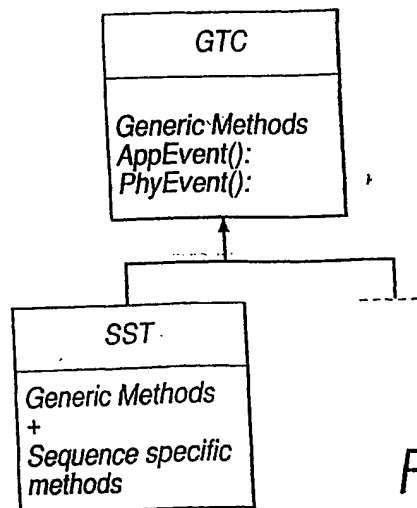 GTC
Generic Methods
AppEvent():
PhyEvent():
SST
Generic Methods
+
Sequence specific
methods
F